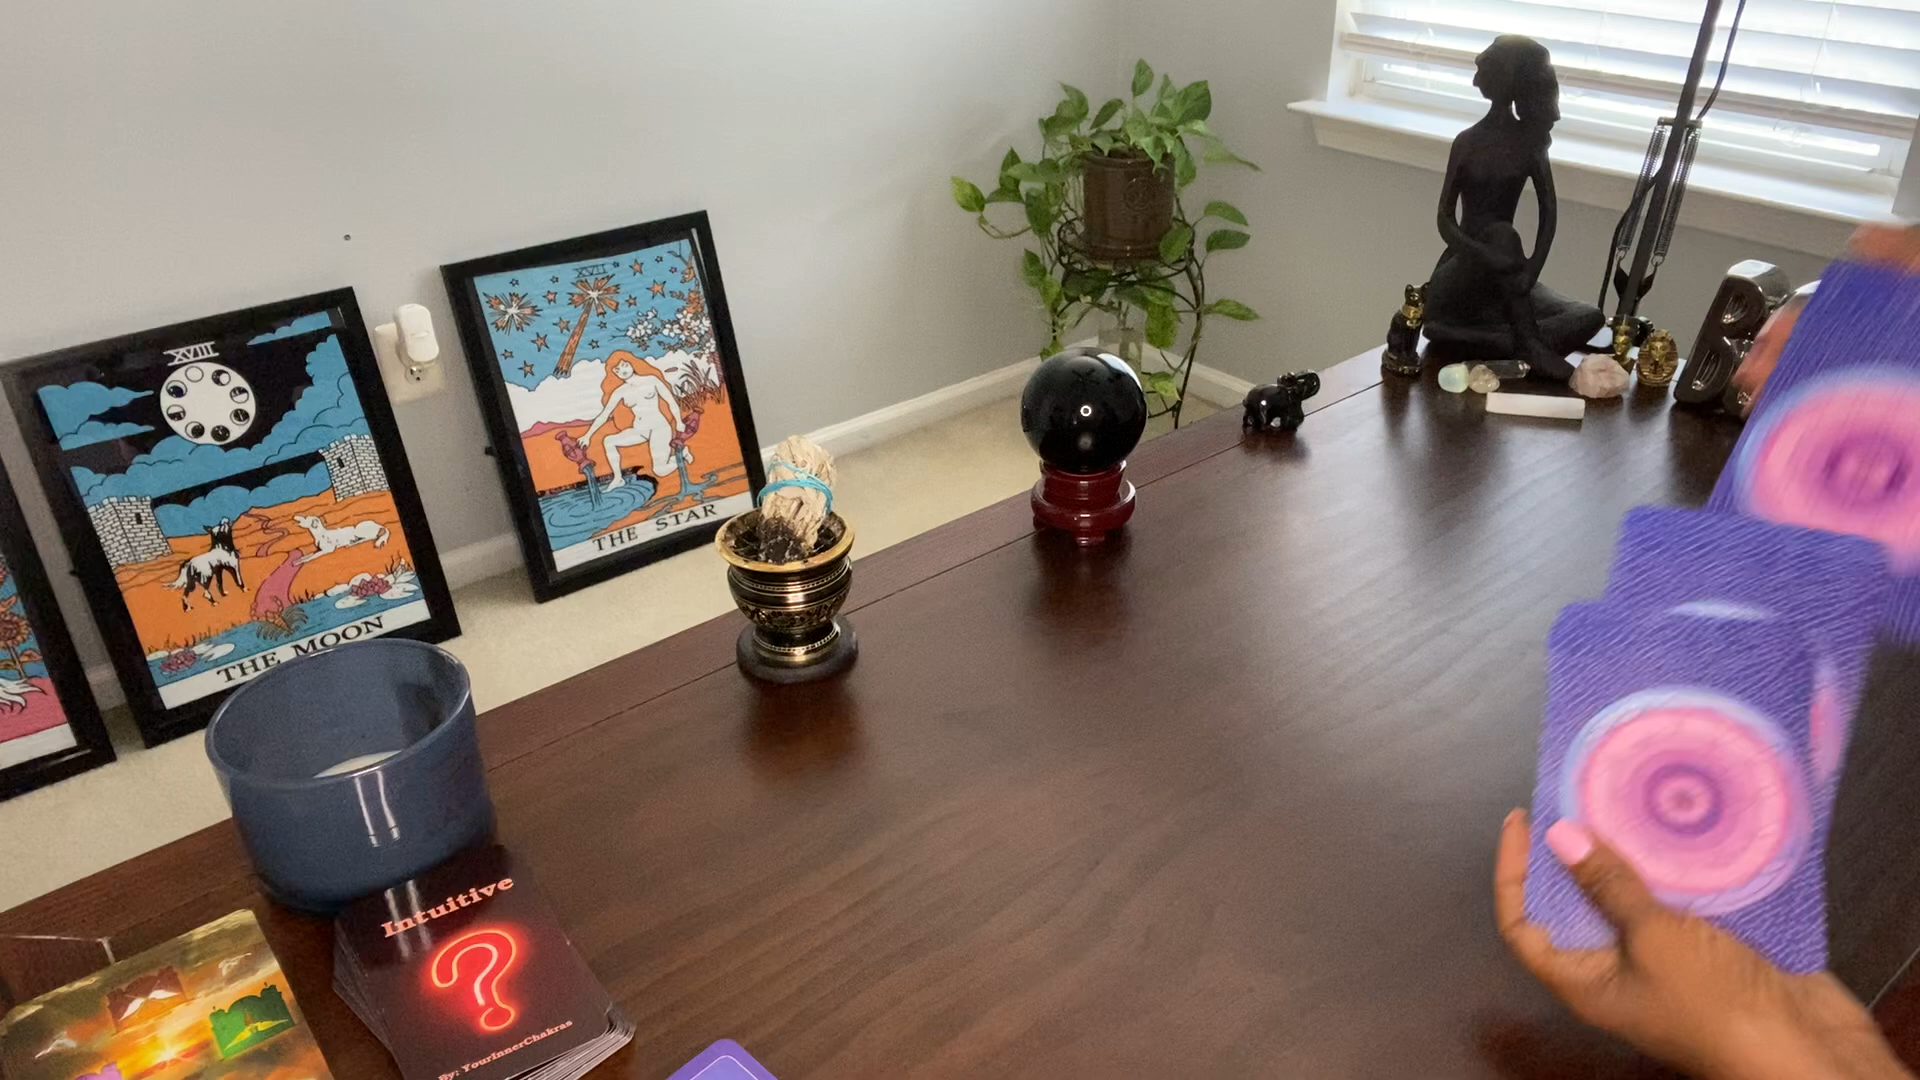 XVIII
THE MOON
XVII
THE STAR
Intuitive
?
By: YourInnerChakras